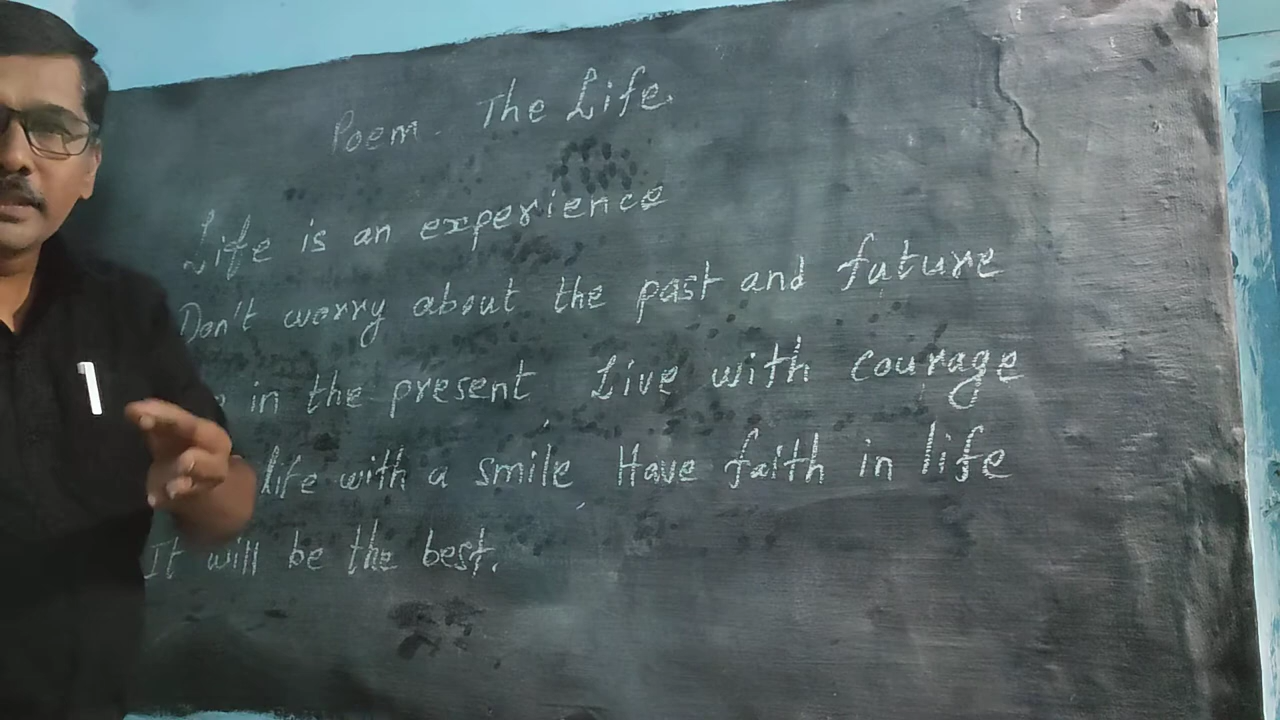 Poem - The Life.
Life is an experience
Don't worry about the past and future
in the present Live with courage
life with a smile Have faith in life
It will be the best.